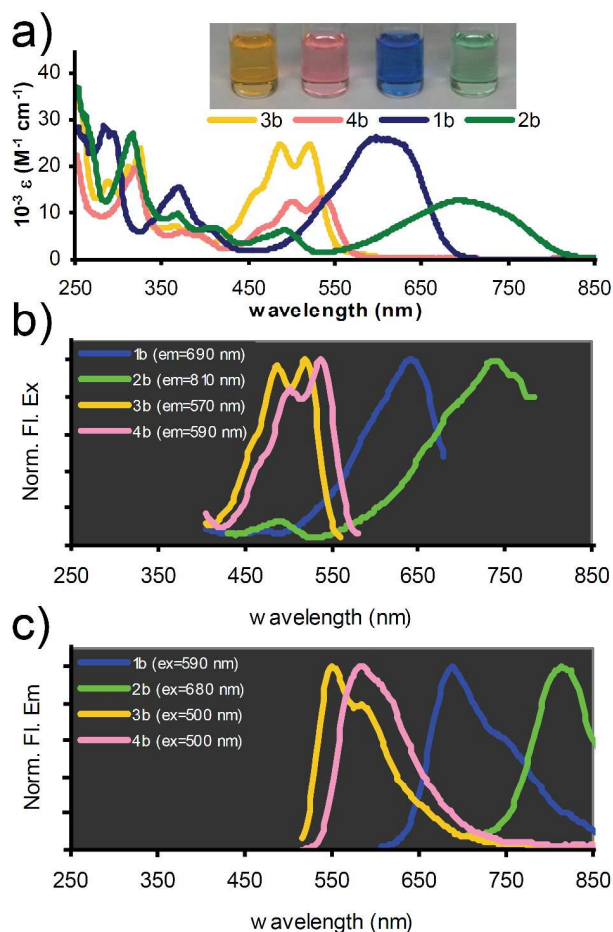 a)
10⁻³ ε (M⁻¹ cm⁻¹)
40
30
20
10
0
3b 4b 1b 2b
250 350 450 550 650 750 850
wavelength (nm)
b)
Norm. Fl. Ex
1b (em=690 nm)
2b (em=810 nm)
3b (em=570 nm)
4b (em=590 nm)
250 350 450 550 650 750 850
wavelength (nm)
c)
Norm. Fl. Em
1b (ex=590 nm)
2b (ex=680 nm)
3b (ex=500 nm)
4b (ex=500 nm)
250 350 450 550 650 750 850
wavelength (nm)